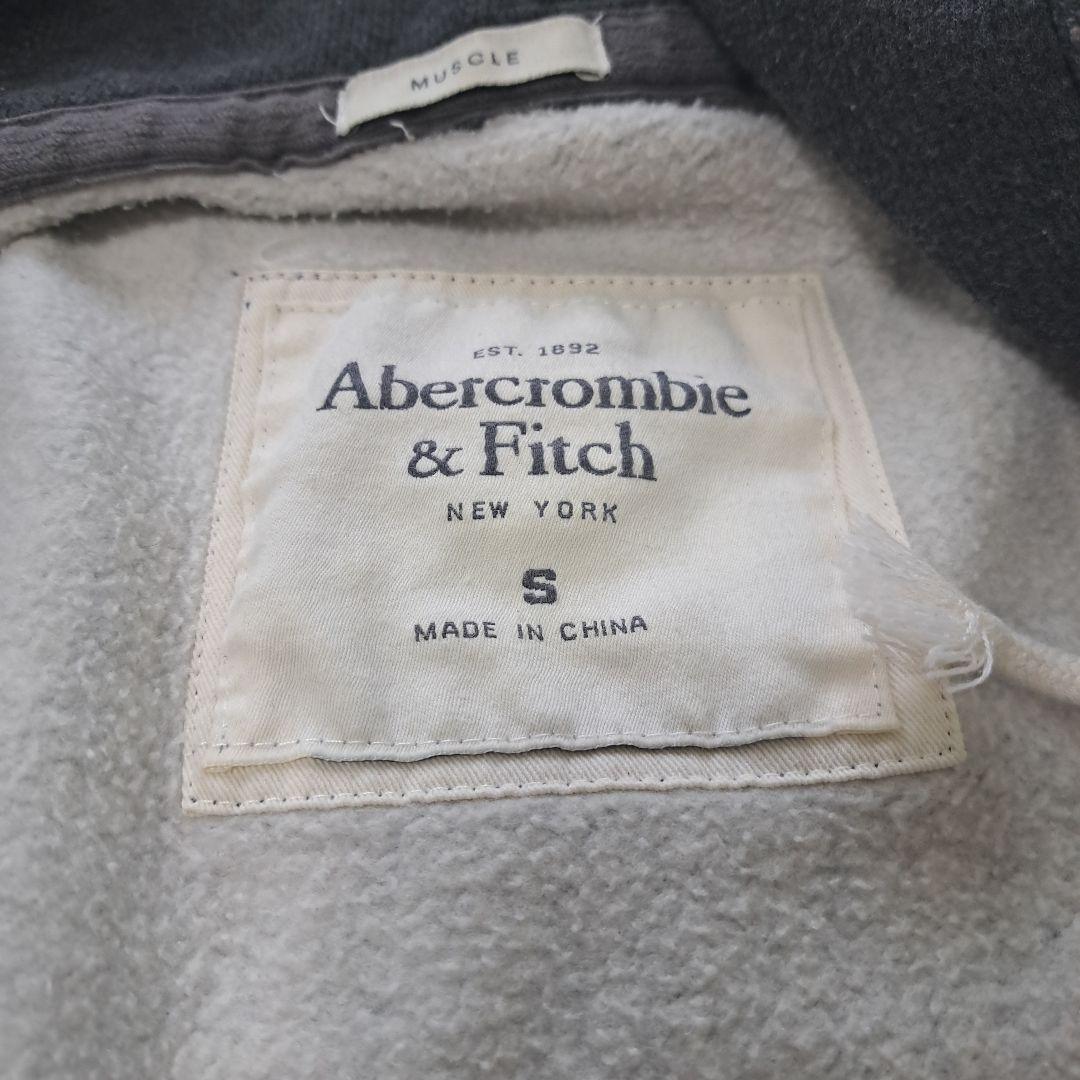 MUSCLE
EST. 1892
Abercrombie
& Fitch
NEW YORK
S
MADE IN CHINA